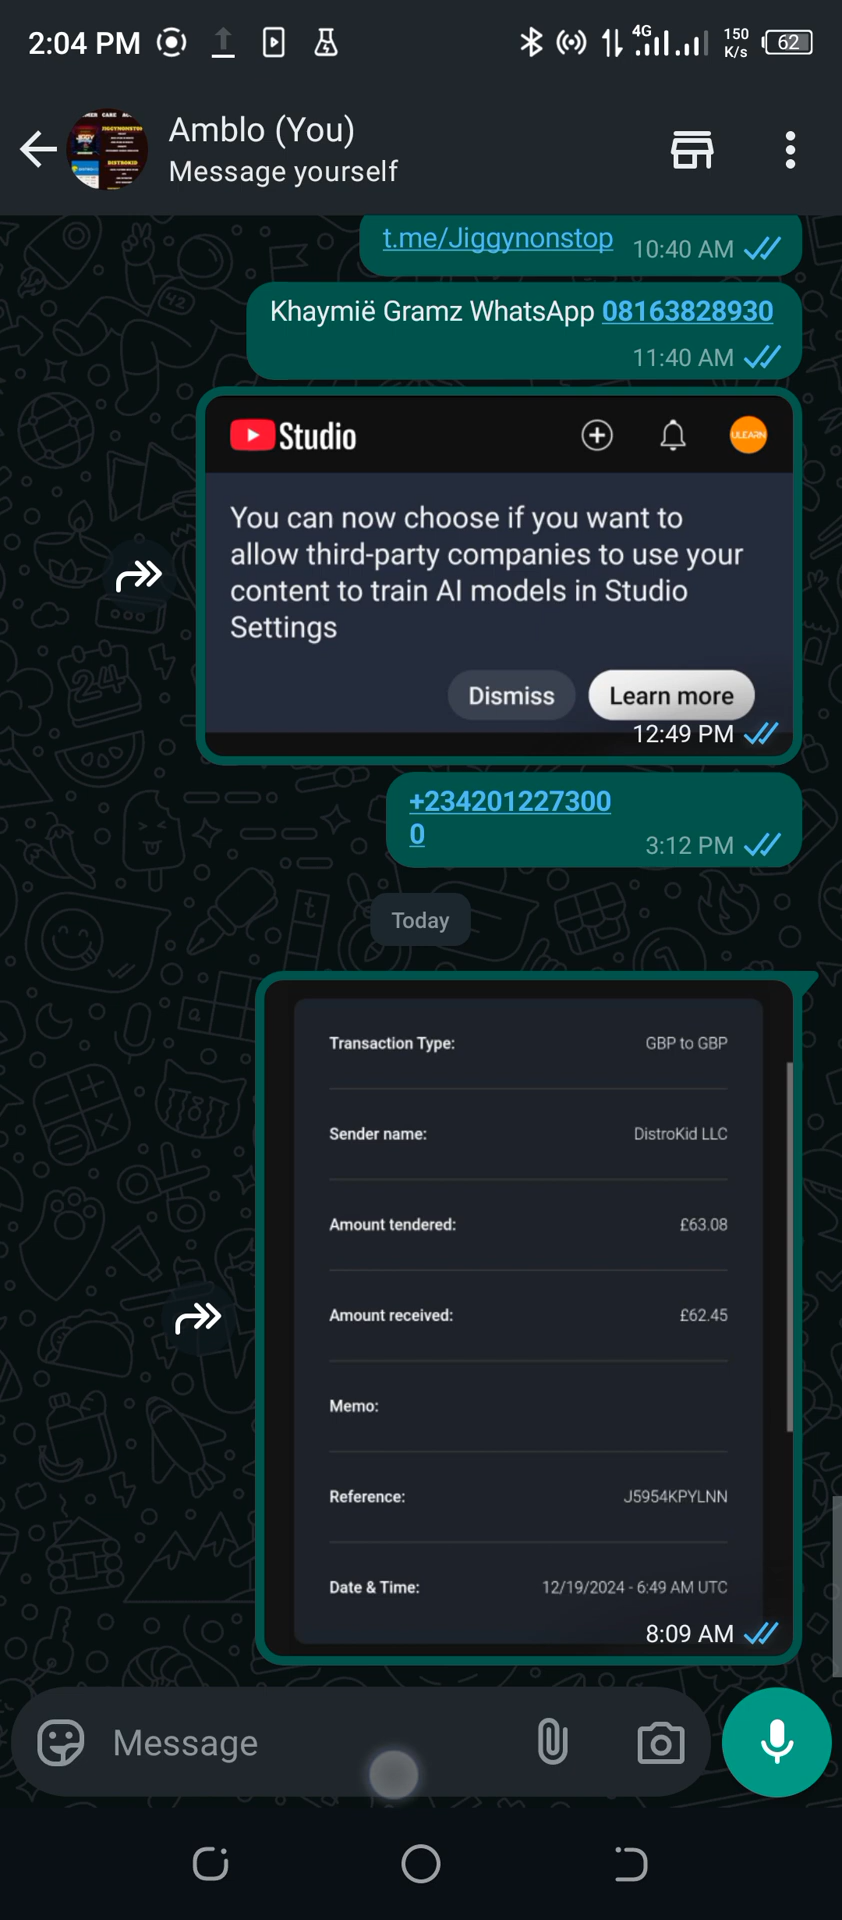 2:04 PM
4G
150
K/s
62
Amblo (You)
Message yourself
t.me/Jiggynonstop
10:40 AM
Khaymië Gramz WhatsApp 08163828930
11:40 AM
Studio
ULEARN
You can now choose if you want to
allow third-party companies to use your
content to train AI models in Studio
Settings
Dismiss
Learn more
12:49 PM
+234201227300
0
3:12 PM
Today
Transaction Type: GBP to GBP
Sender name: DistroKid LLC
Amount tendered: £63.08
Amount received: £62.45
Memo:
Reference: J5954KPYLNN
Date & Time: 12/19/2024 - 6:49 AM UTC
8:09 AM
Message